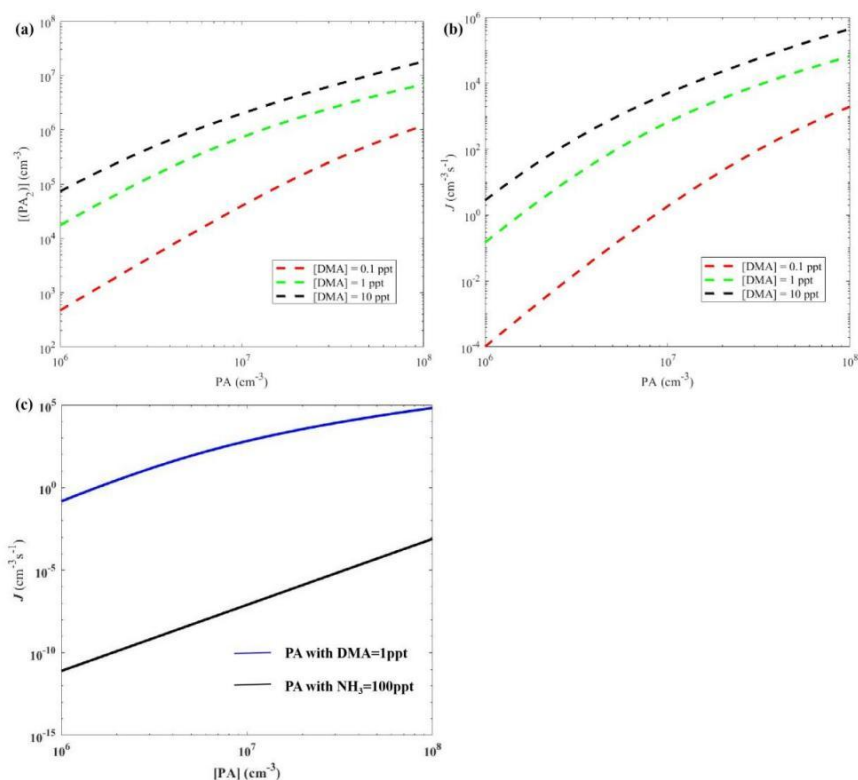 (a)
10^8
10^7
10^6
10^5
10^4
10^3
10^2
[(PA_2)] (cm^-3)
[DMA] = 0.1 ppt
[DMA] = 1 ppt
[DMA] = 10 ppt
10^6
10^7
10^8
PA (cm^-3)
(b)
10^6
10^4
10^2
10^0
10^-2
10^-4
J (cm^-3s^-1)
[DMA] = 0.1 ppt
[DMA] = 1 ppt
[DMA] = 10 ppt
10^6
10^7
10^8
PA (cm^-3)
(c)
10^5
10^0
10^-5
10^-10
10^-15
J (cm^-3s^-1)
PA with DMA=1ppt
PA with NH_3=100ppt
10^6
10^7
10^8
[PA] (cm^-3)